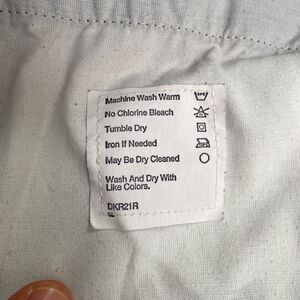 Machine Wash Warm
No Chlorine Bleach
Tumble Dry
Iron If Needed
May Be Dry Cleaned
Wash And Dry With
Like Colors.
DKR21R